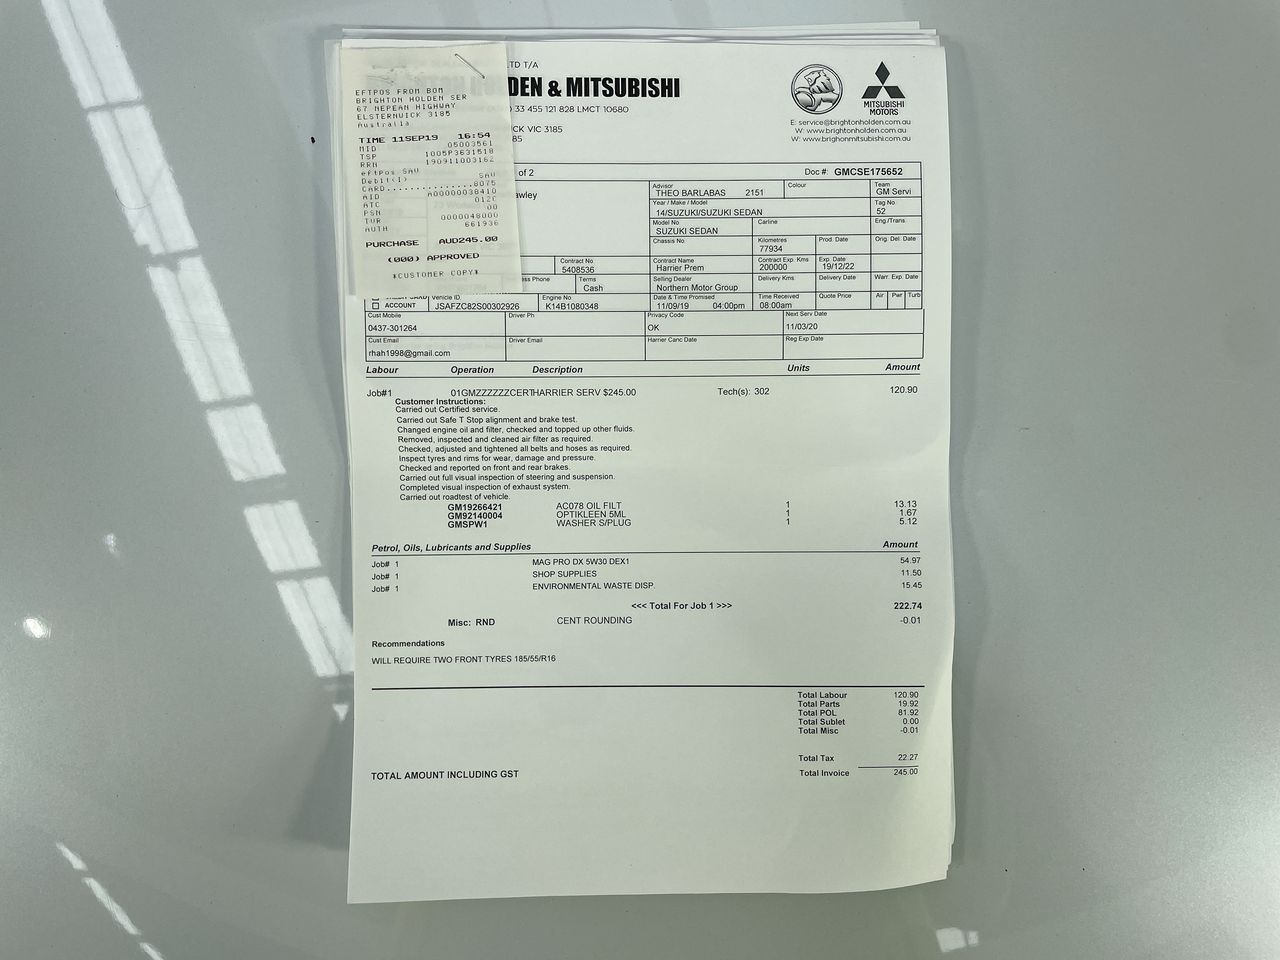 EFTPOS FROM BOM
BRIGHTON HOLDEN SER
67 NEPEAN HIGHWAY
ELSTERNWICK 3185
Australia
TIME 11SEP19 16:54
MID 05003561
TSP 1005P3631518
RRN 190911003162
eftPos SAV SAV
Debit(1)
CARD..............8075
AID A00000038410
ATC 012C
PSN 00
TVR 0000048000
AUTH 661936
PURCHASE AUD245.00
(000) APPROVED
*CUSTOMER COPY*
LTD T/A
DEN & MITSUBISHI
33 455 121 828 LMCT 10680
ICK VIC 3185
85
MITSUBISHI
MOTORS
E: service@brightonholden.com.au
W: www.brightonholden.com.au
W: www.brighonmitsubishi.com.au
of 2
Doc #: GMCSE175652
awley
Advisor
THEO BARLABAS 2151
Colour
Team
GM Servi
Year / Make / Model
14/SUZUKI/SUZUKI SEDAN
Tag No
52
Model No
SUZUKI SEDAN
Carline
Eng./Trans.
Chassis No.
Kilometres
77934
Prod. Date
Orig. Del. Date
Contract No
5408536
Contract Name
Harrier Prem
Contract Exp. Kms
200000
Exp. Date
19/12/22
ss Phone
Terms
Cash
Selling Dealer
Northern Motor Group
Delivery Kms.
Delivery Date
Warr. Exp. Date
ACCOUNT
Vehicle ID
JSAFZC82S00302926
Engine No
K14B1080348
Date & Time Promised
11/09/19 04:00pm
Time Received
08:00am
Quote Price
Air Pwr Turb
Cust Mobile
0437-301264
Driver Ph
Privacy Code
OK
Next Serv Date
11/03/20
Cust Email
rhah1998@gmail.com
Driver Email
Harrier Canc Date
Reg Exp Date
Labour Operation Description Units Amount
Job#1 01GMZZZZZZCERTHARRIER SERV $245.00 Tech(s): 302 120.90
Customer Instructions:
Carried out Certified service.
Carried out Safe T Stop alignment and brake test.
Changed engine oil and filter, checked and topped up other fluids.
Removed, inspected and cleaned air filter as required.
Checked, adjusted and tightened all belts and hoses as required.
Inspect tyres and rims for wear, damage and pressure.
Checked and reported on front and rear brakes.
Carried out full visual inspection of steering and suspension.
Completed visual inspection of exhaust system.
Carried out roadtest of vehicle.
GM19266421 AC078 OIL FILT 1 13.13
GM92140004 OPTIKLEEN 5ML 1 1.67
GMSPW1 WASHER S/PLUG 1 5.12
Petrol, Oils, Lubricants and Supplies Amount
Job# 1 MAG PRO DX 5W30 DEX1 54.97
Job# 1 SHOP SUPPLIES 11.50
Job# 1 ENVIRONMENTAL WASTE DISP. 15.45
<<< Total For Job 1 >>> 222.74
Misc: RND CENT ROUNDING -0.01
Recommendations
WILL REQUIRE TWO FRONT TYRES 185/55/R16
Total Labour 120.90
Total Parts 19.92
Total POL 81.92
Total Sublet 0.00
Total Misc -0.01
Total Tax 22.27
TOTAL AMOUNT INCLUDING GST Total Invoice 245.00